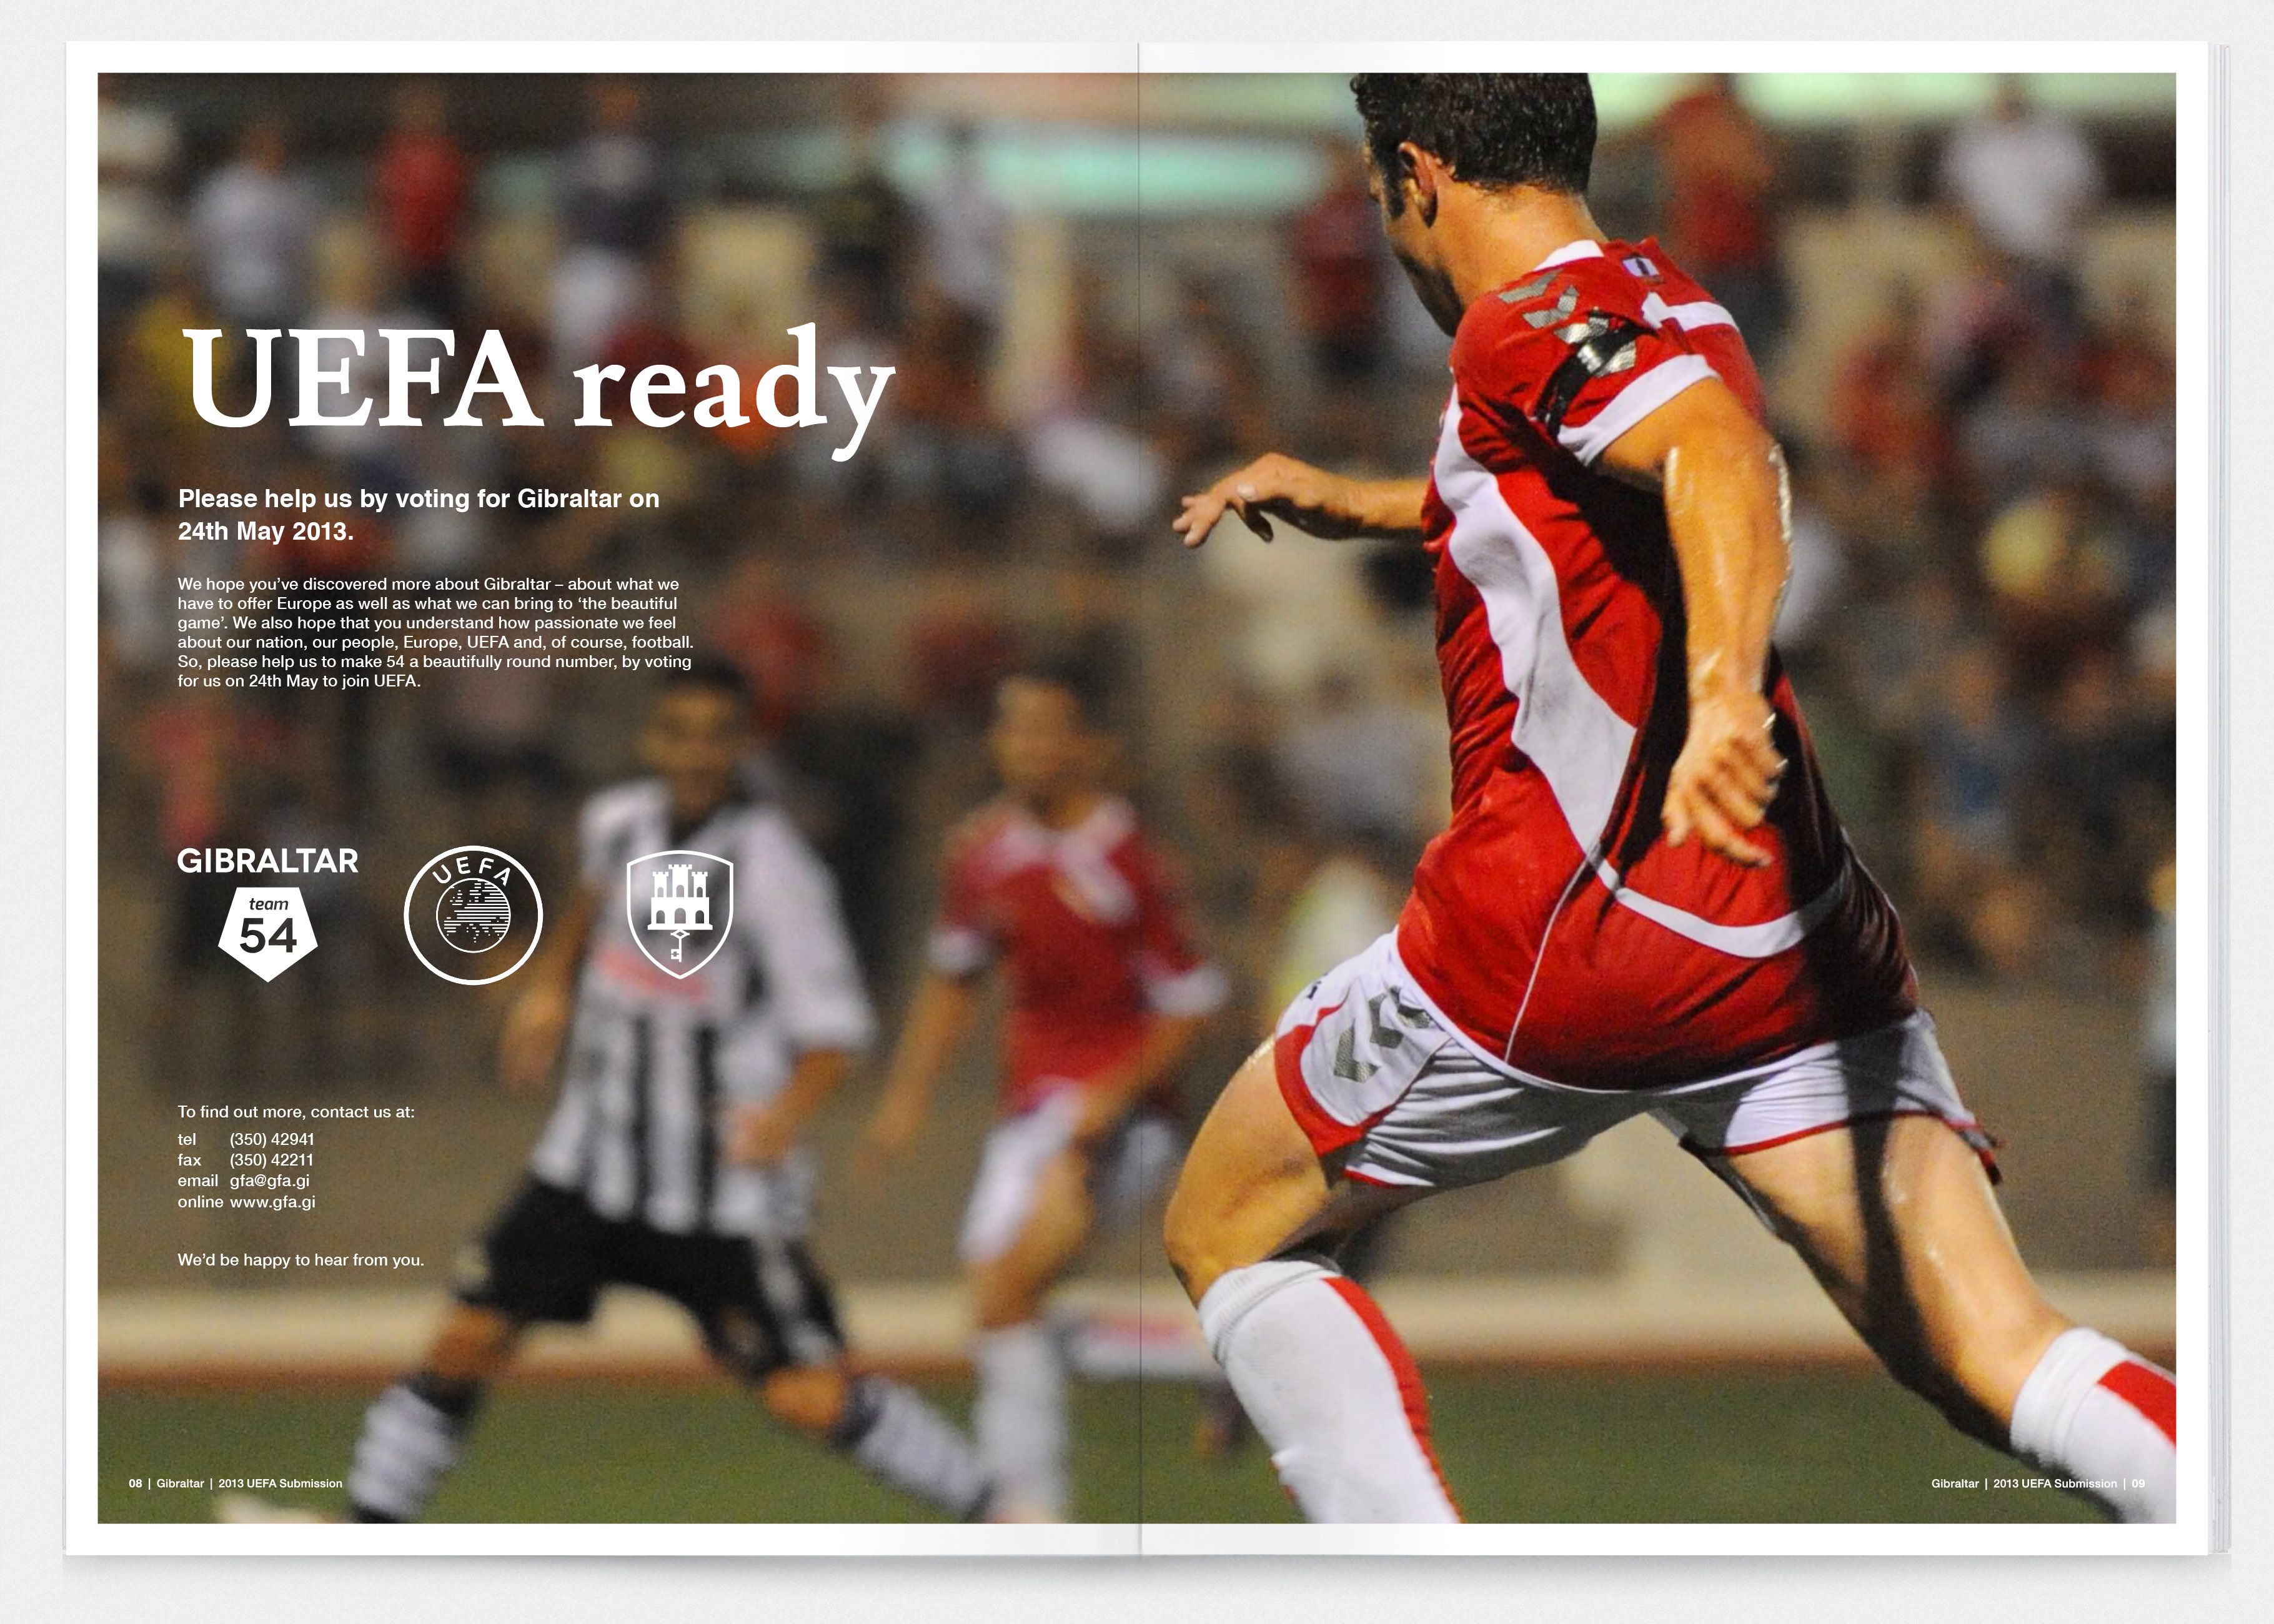 UEFA ready
Please help us by voting for Gibraltar on
24th May 2013.
We hope you’ve discovered more about Gibraltar – about what we
have to offer Europe as well as what we can bring to ‘the beautiful
game’. We also hope that you understand how passionate we feel
about our nation, our people, Europe, UEFA and, of course, football.
So, please help us to make 54 a beautifully round number, by voting
for us on 24th May to join UEFA.
GIBRALTAR
team
54
UEFA
To find out more, contact us at:
tel (350) 42941
fax (350) 42211
email gfa@gfa.gi
online www.gfa.gi
We’d be happy to hear from you.
08 | Gibraltar | 2013 UEFA Submission
Gibraltar | 2013 UEFA Submission | 09